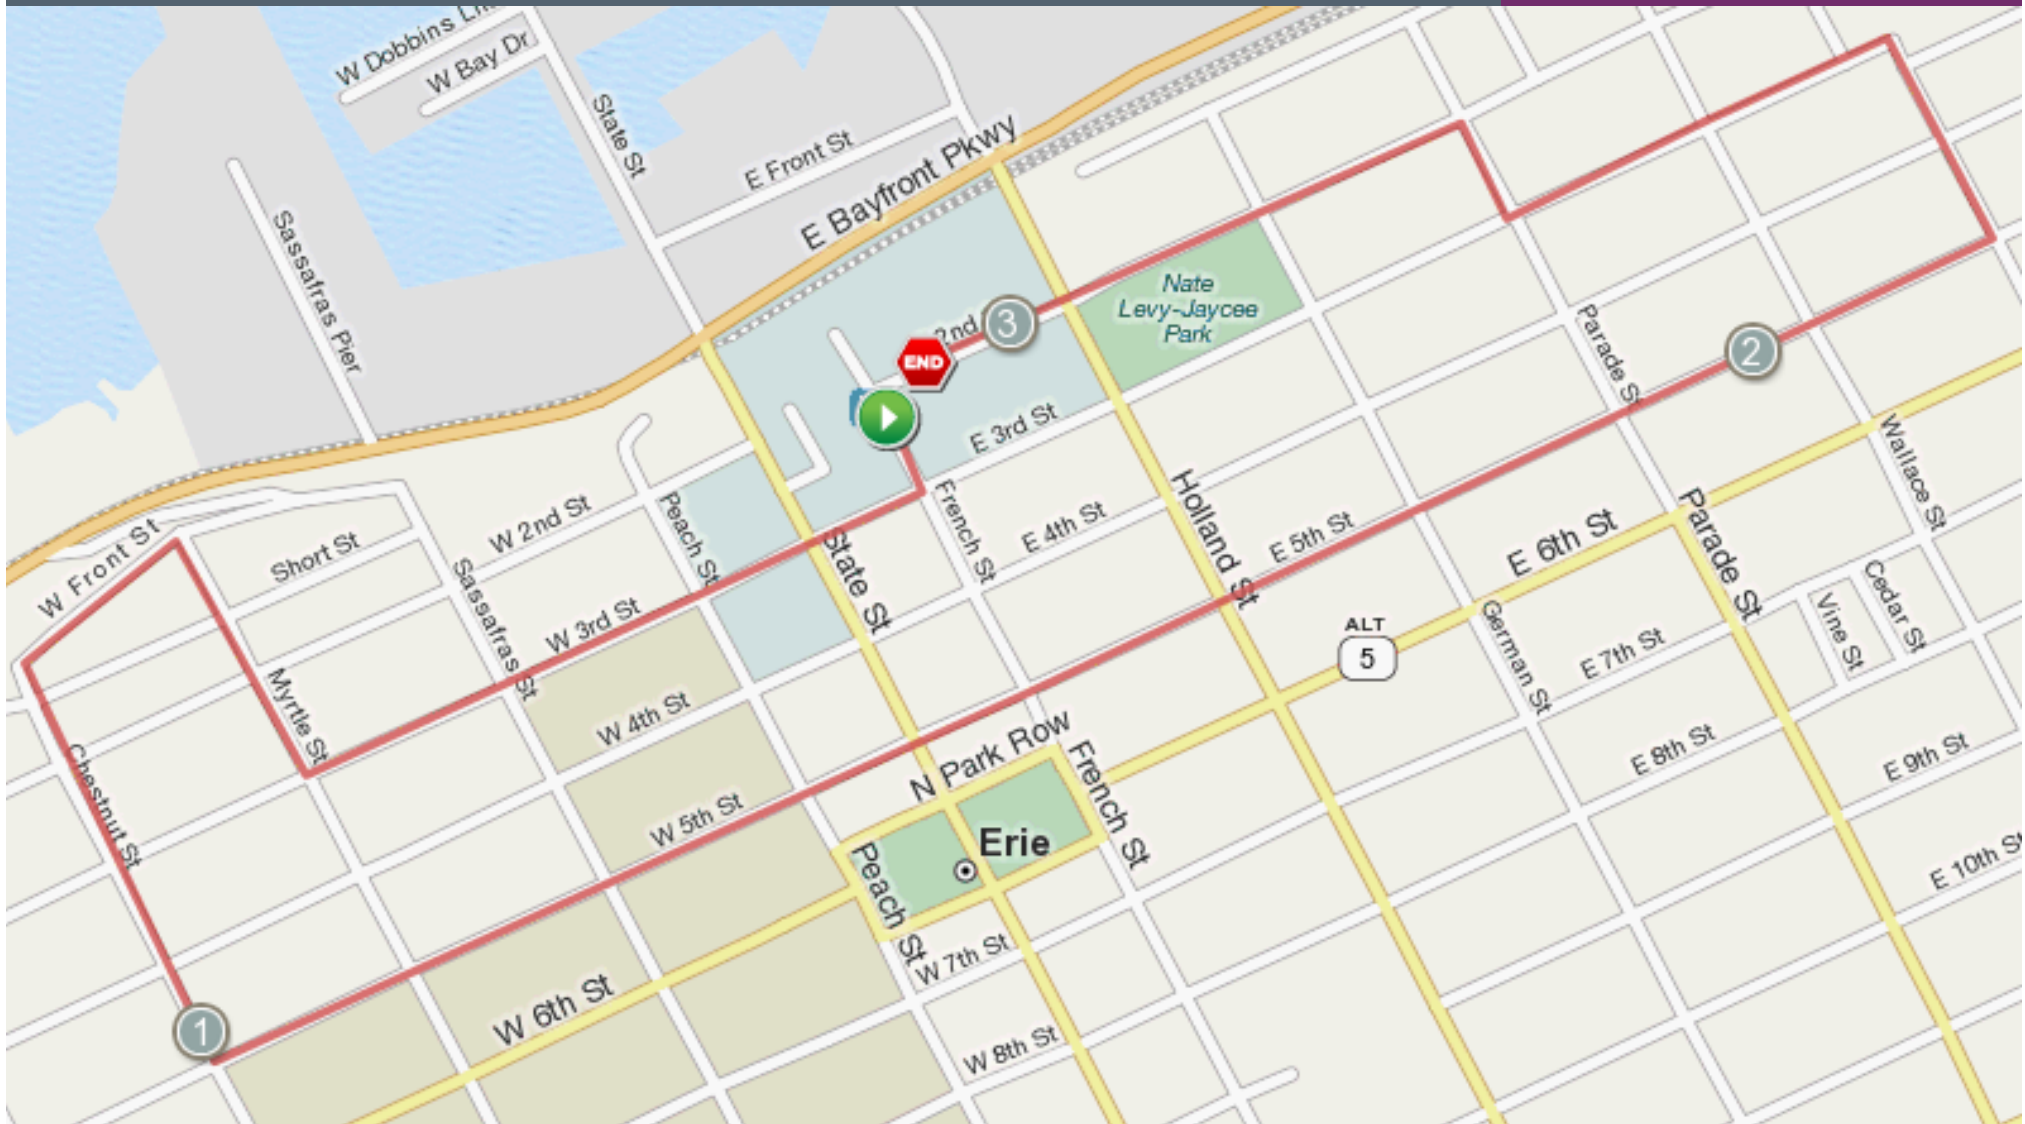 W Dobbins
W Bay Dr
State St
E Front St
E Bayfront Pkwy
Sassafras Pier
Nate
Levy-Jaycee
Park
2nd
3
END
2
Parade St
E 3rd St
Wallace St
W Front St
Short St
W 2nd St
Peach St
State St
French St
E 4th St
Holland St
E 5th St
E 6th St
Parade St
Cedar St
Vine St
Sassafras St
W 3rd St
ALT
5
German St
E 7th St
Myrtle St
W 4th St
N Park Row
French St
E 8th St
E 9th St
Chestnut St
W 5th St
Erie
Peach St
E 10th St
W 7th St
W 6th St
1
W 8th St